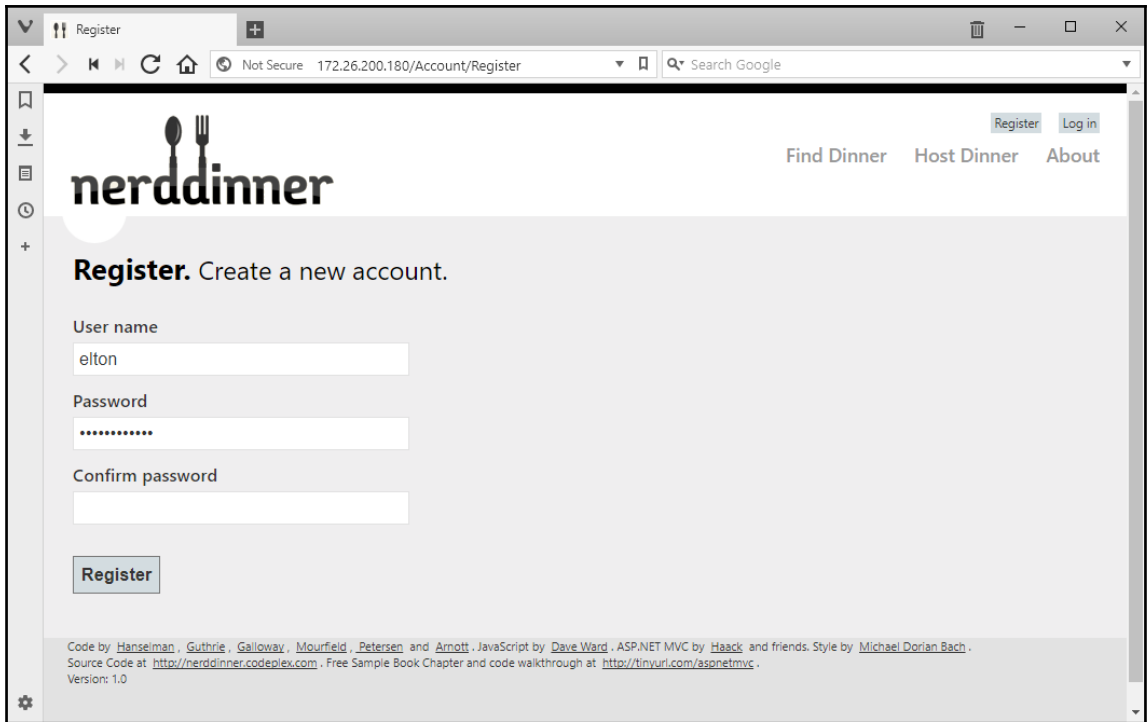 Register
Not Secure 172.26.200.180/Account/Register Search Google
Register Log in
nerddinner
Find Dinner Host Dinner About
Register. Create a new account.
User name
elton
Password
••••••••••••
Confirm password
Register
Code by Hanselman , Guthrie , Galloway , Mourfield , Petersen and Arnott . JavaScript by Dave Ward . ASP.NET MVC by Haack and friends. Style by Michael Dorian Bach .
Source Code at http://nerddinner.codeplex.com . Free Sample Book Chapter and code walkthrough at http://tinyurl.com/aspnetmvc .
Version: 1.0